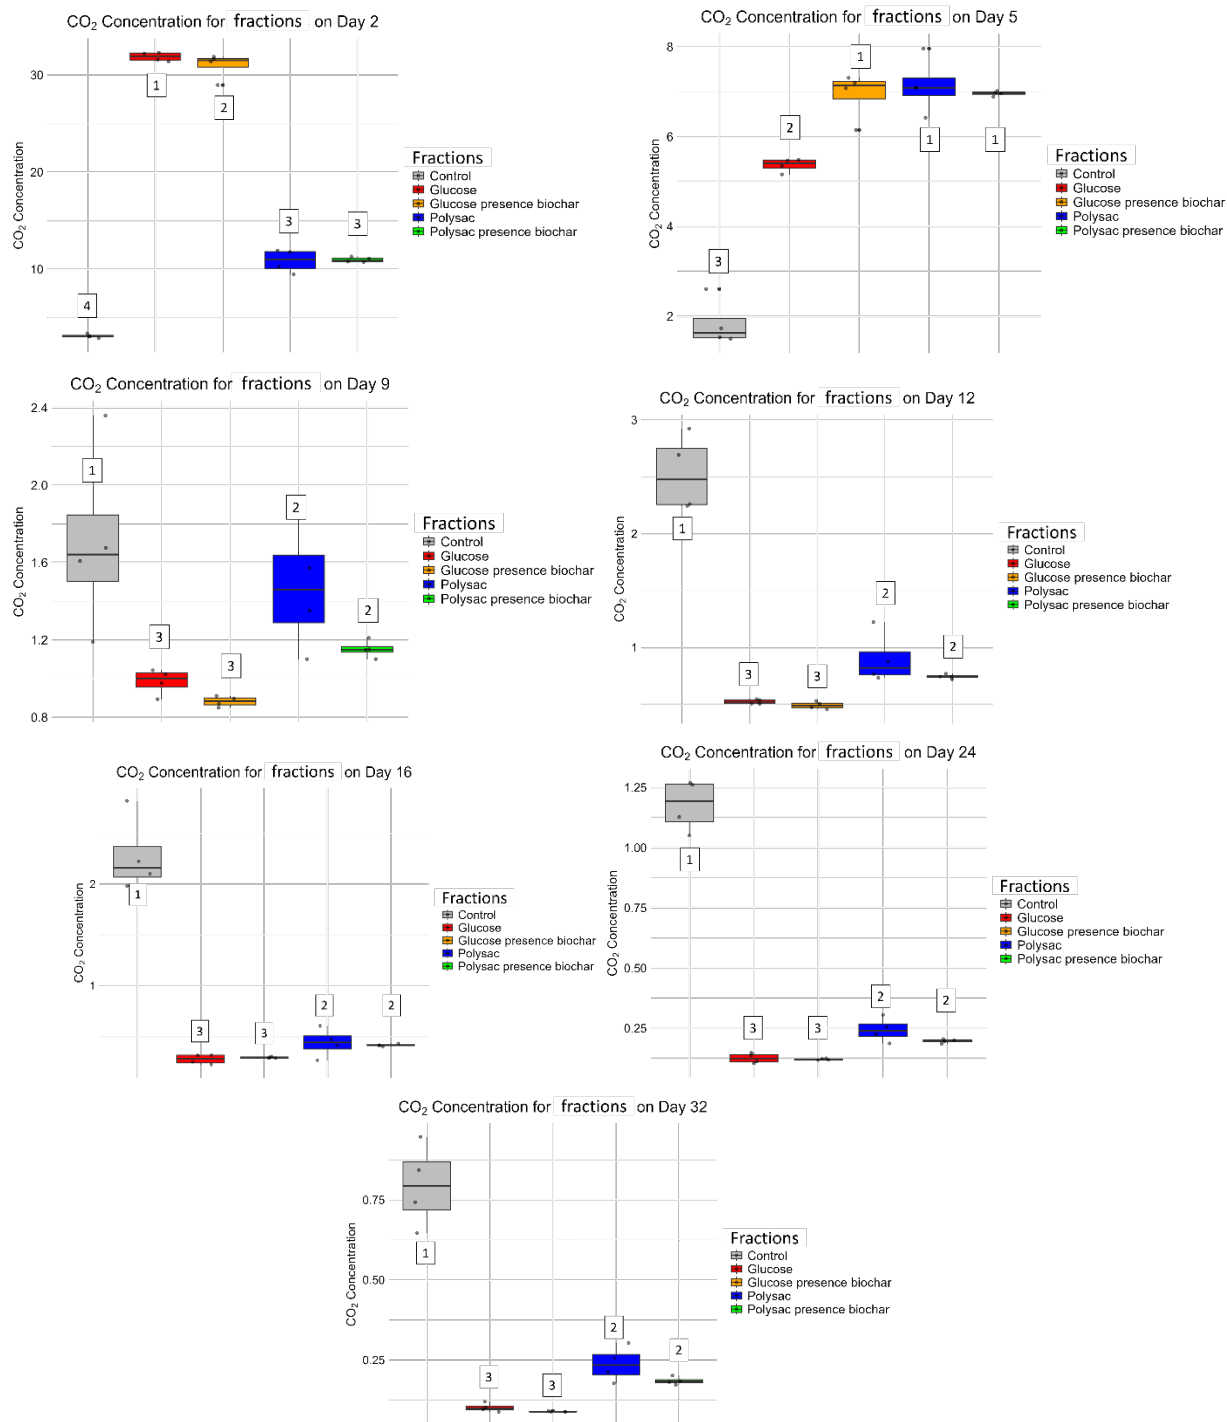 CO2 Concentration for fractions on Day 2
30
20
10
CO2 Concentration
1
2
3
3
4
Fractions
Control
Glucose
Glucose presence biochar
Polysac
Polysac presence biochar
CO2 Concentration for fractions on Day 5
8
6
4
2
CO2 Concentration
1
2
1
1
3
Fractions
Control
Glucose
Glucose presence biochar
Polysac
Polysac presence biochar
CO2 Concentration for fractions on Day 9
2.4
2.0
1.6
1.2
0.8
CO2 Concentration
1
2
3
2
3
Fractions
Control
Glucose
Glucose presence biochar
Polysac
Polysac presence biochar
CO2 Concentration for fractions on Day 12
3
2
1
CO2 Concentration
1
2
2
3
3
Fractions
Control
Glucose
Glucose presence biochar
Polysac
Polysac presence biochar
CO2 Concentration for fractions on Day 16
2
1
CO2 Concentration
1
3
3
2
2
Fractions
Control
Glucose
Glucose presence biochar
Polysac
Polysac presence biochar
CO2 Concentration for fractions on Day 24
1.25
1.00
0.75
0.50
0.25
CO2 Concentration
1
3
3
2
2
Fractions
Control
Glucose
Glucose presence biochar
Polysac
Polysac presence biochar
CO2 Concentration for fractions on Day 32
0.75
0.50
0.25
CO2 Concentration
1
3
3
2
2
Fractions
Control
Glucose
Glucose presence biochar
Polysac
Polysac presence biochar